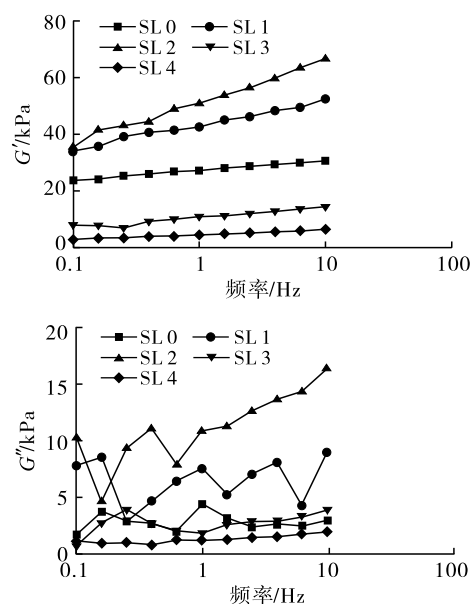 80
SL 0 SL 1
SL 2 SL 3
SL 4
60
40
20
0
G′/kPa
0.1 1 10 100
频率/Hz
20
SL 0 SL 1
SL 2 SL 3
SL 4
15
10
5
0
G″/kPa
0.1 1 10 100
频率/Hz